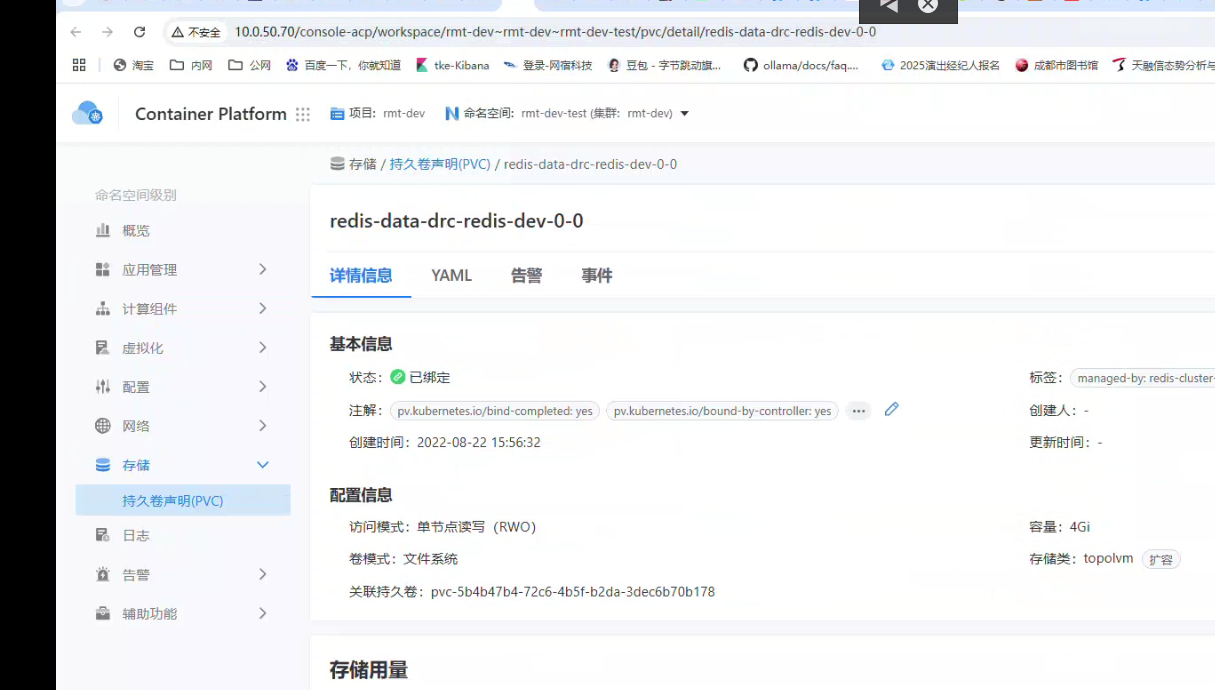 不安全 10.0.50.70/console-acp/workspace/rmt-dev~rmt-dev~rmt-dev-test/pvc/detail/redis-data-drc-redis-dev-0-0
淘宝 内网 公网 百度一下，你就知道 tke-Kibana 登录-网宿科技 豆包 - 字节跳动旗... ollama/docs/faq.... 2025演出经纪人报名 成都市图书馆 天融信态势分析与
Container Platform 项目: rmt-dev 命名空间: rmt-dev-test (集群: rmt-dev)
存储 / 持久卷声明(PVC) / redis-data-drc-redis-dev-0-0
命名空间级别
概览
应用管理
计算组件
虚拟化
配置
网络
存储
持久卷声明(PVC)
日志
告警
辅助功能
redis-data-drc-redis-dev-0-0
详情信息 YAML 告警 事件
基本信息
状态: 已绑定
标签: managed-by: redis-cluster-
注解: pv.kubernetes.io/bind-completed: yes pv.kubernetes.io/bound-by-controller: yes ...
创建人: -
创建时间: 2022-08-22 15:56:32
更新时间: -
配置信息
访问模式: 单节点读写（RWO）
容量: 4Gi
卷模式: 文件系统
存储类: topolvm 扩容
关联持久卷: pvc-5b4b47b4-72c6-4b5f-b2da-3dec6b70b178
存储用量